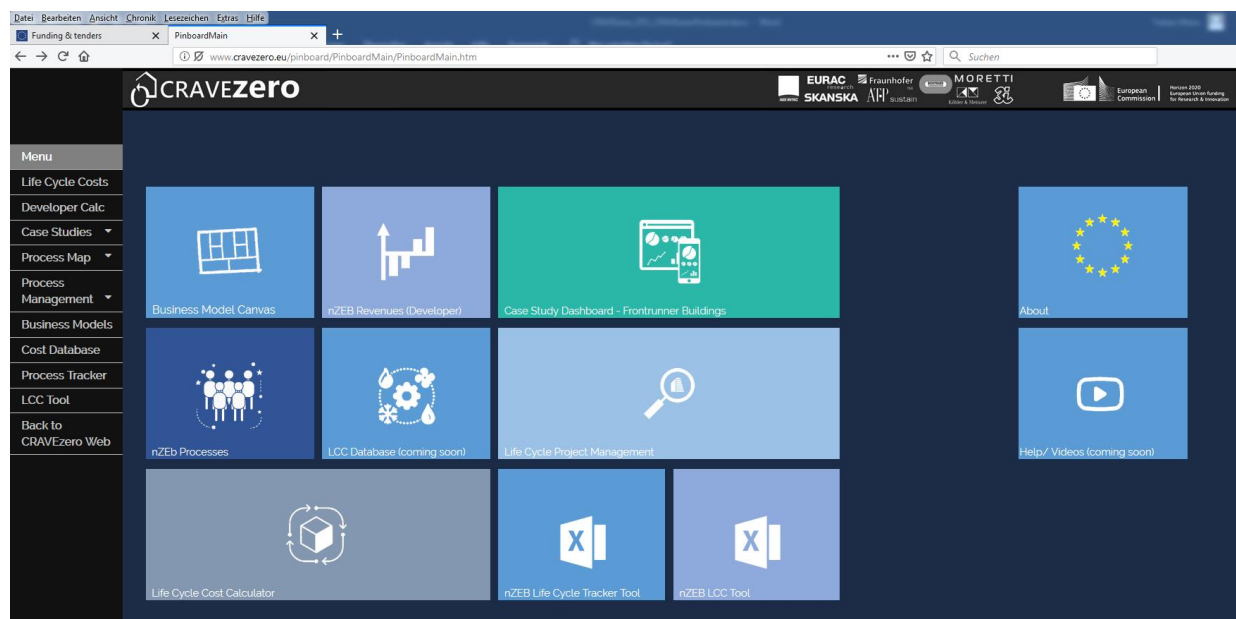 Datei Bearbeiten Ansicht Chronik Lesezeichen Extras Hilfe
Funding & tenders
PinboardMain
www.cravezero.eu/pinboard/PinboardMain/PinboardMain.htm
Suchen
CRAVEzero
EURAC
research
Fraunhofer
SKANSKA
ATP sustain
MORETTI
Köhler & Meinzer
European
Commission
Horizon 2020
European Union funding
for Research & Innovation
Menu
Life Cycle Costs
Developer Calc
Case Studies
Process Map
Process
Management
Business Models
Cost Database
Process Tracker
LCC Tool
Back to
CRAVEzero Web
Business Model Canvas
nZEB Revenues (Developer)
Case Study Dashboard - Frontrunner Buildings
About
nZEb Processes
LCC Database (coming soon)
Life Cycle Project Management
Help/ Videos (coming soon)
Life Cycle Cost Calculator
X
nZEB Life Cycle Tracker Tool
X
nZEB LCC Tool